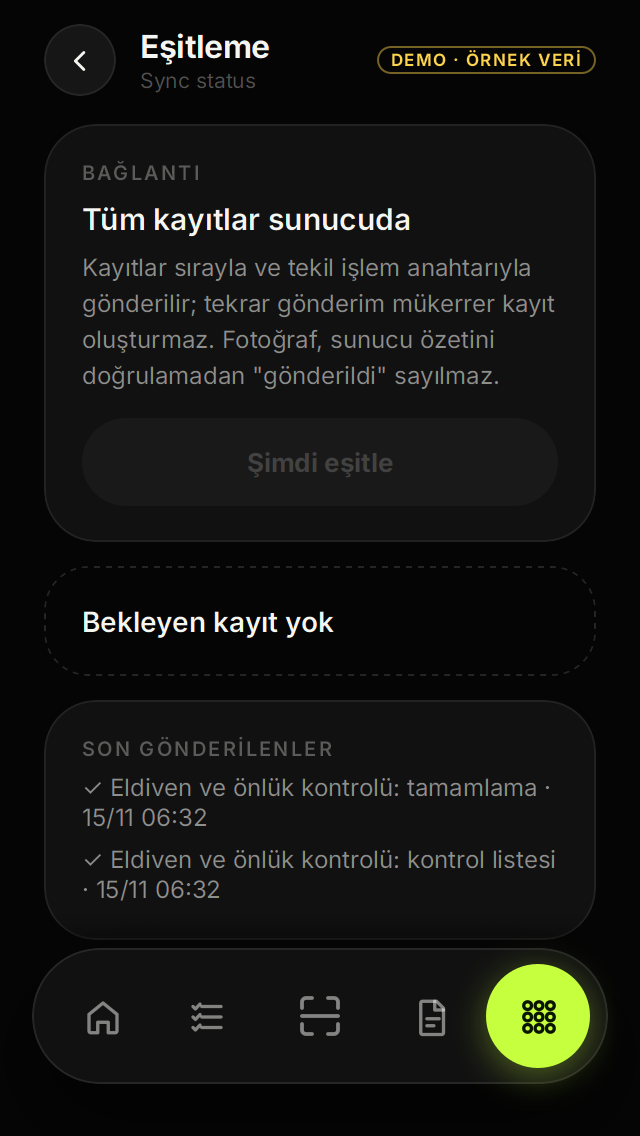 Eşitleme
Sync status
DEMO · ÖRNEK VERİ
BAĞLANTI
Tüm kayıtlar sunucuda
Kayıtlar sırayla ve tekil işlem anahtarıyla
gönderilir; tekrar gönderim mükerrer kayıt
oluşturmaz. Fotoğraf, sunucu özetini
doğrulamadan "gönderildi" sayılmaz.
Şimdi eşitle
Bekleyen kayıt yok
SON GÖNDERİLENLER
✓ Eldiven ve önlük kontrolü: tamamlama ·
15/11 06:32
✓ Eldiven ve önlük kontrolü: kontrol listesi
· 15/11 06:32